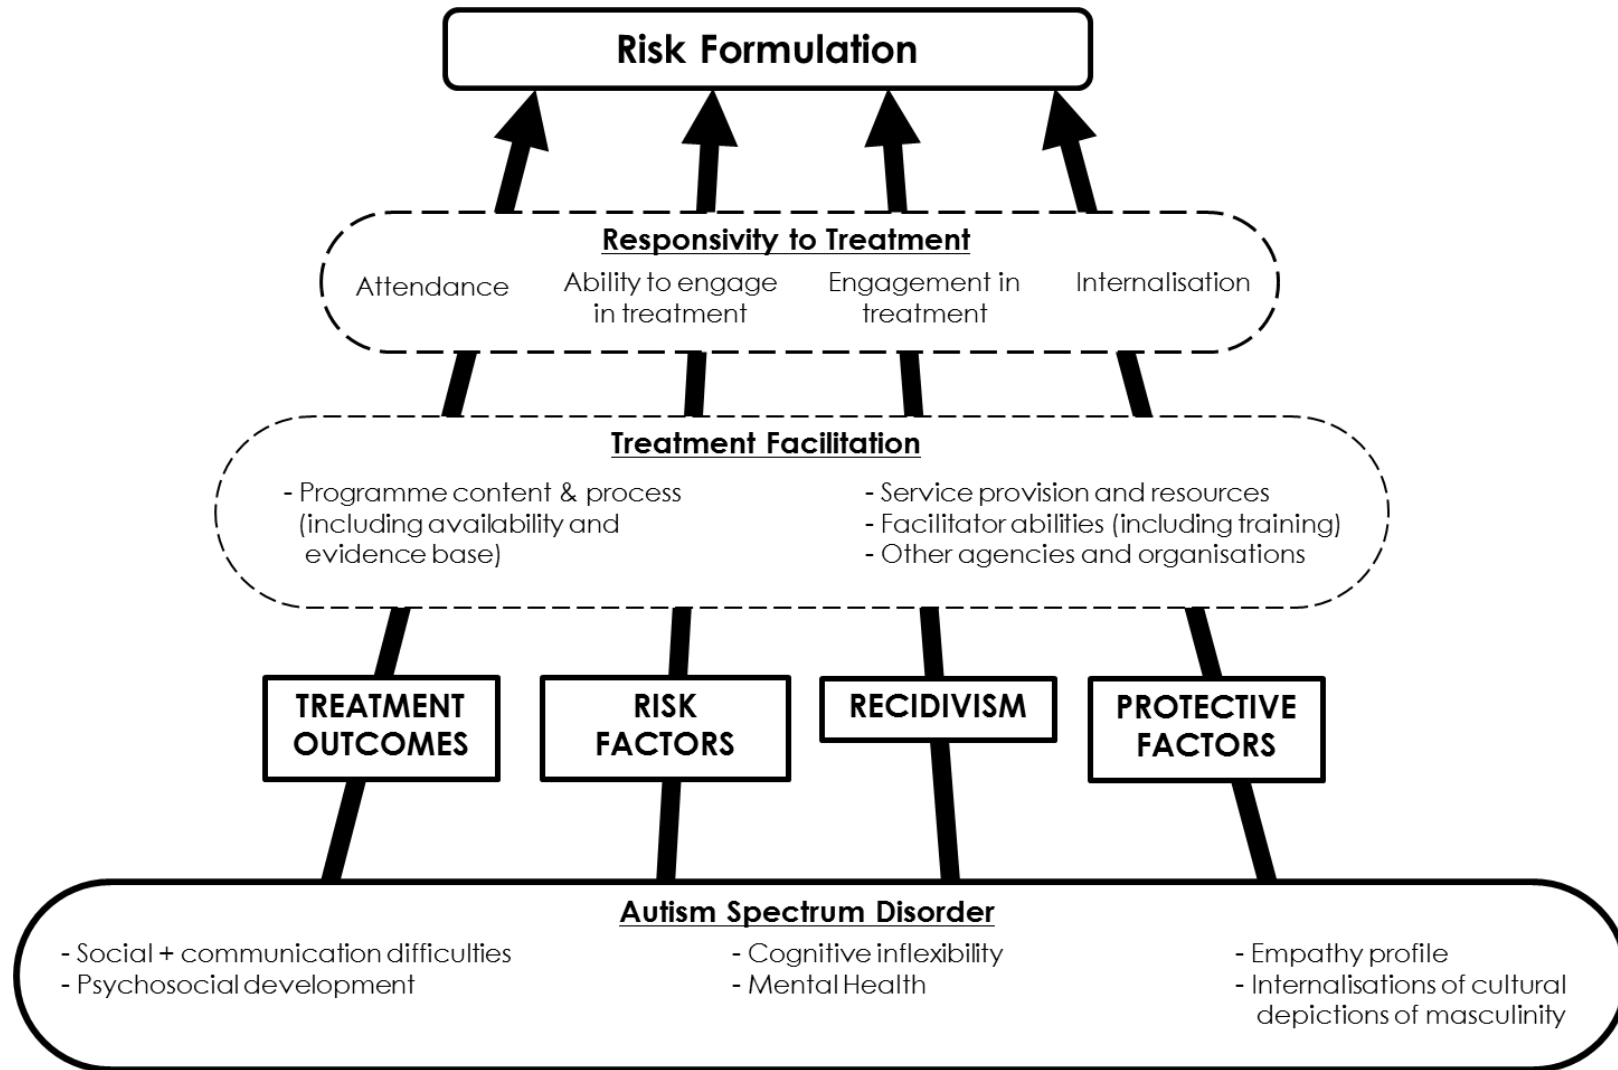 Risk Formulation
Responsivity to Treatment
Attendance
Ability to engage
in treatment
Engagement in
treatment
Internalisation
Treatment Facilitation
- Programme content & process
(including availability and
evidence base)
- Service provision and resources
- Facilitator abilities (including training)
- Other agencies and organisations
TREATMENT
OUTCOMES
RISK
FACTORS
RECIDIVISM
PROTECTIVE
FACTORS
Autism Spectrum Disorder
- Social + communication difficulties
- Psychosocial development
- Cognitive inflexibility
- Mental Health
- Empathy profile
- Internalisations of cultural
depictions of masculinity